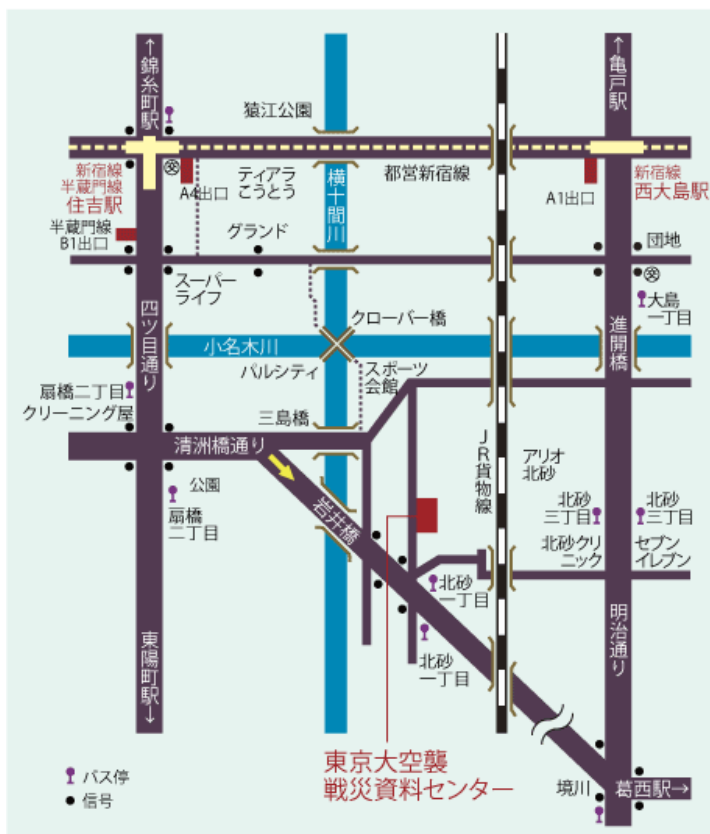 ↑錦糸町駅
猿江公園
↑亀戸駅
新宿線
半蔵門線
住吉駅
㊛
A4出口
ティアラ
こうとう
横十間川
都営新宿線
A1出口
新宿線
西大島駅
半蔵門線
B1出口
グランド
団地
スーパー
ライフ
大島
一丁目
四ツ目通り
クローバー橋
進開橋
小名木川
パルシティ
スポーツ
会館
扇橋二丁目
クリーニング屋
三島橋
清洲橋通り
JR貨物線
アリオ
北砂
公園
扇橋
二丁目
岩井橋
北砂
三丁目
北砂
三丁目
北砂クリ
ニック
セブン
イレブン
北砂
一丁目
北砂
一丁目
明治通り
東陽町駅→
東京大空襲
戦災資料センター
バス停
信号
境川
葛西駅→